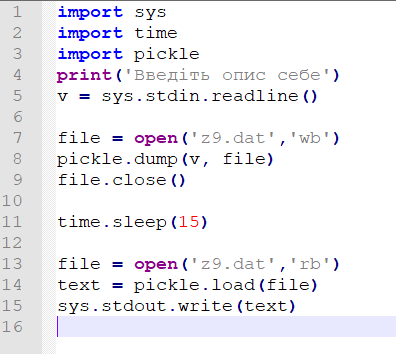 1 import sys
2 import time
3 import pickle
4 print('Введіть опис себе')
5 v = sys.stdin.readline()
6
7 file = open('z9.dat','wb')
8 pickle.dump(v, file)
9 file.close()
10
11 time.sleep(15)
12
13 file = open('z9.dat','rb')
14 text = pickle.load(file)
15 sys.stdout.write(text)
16